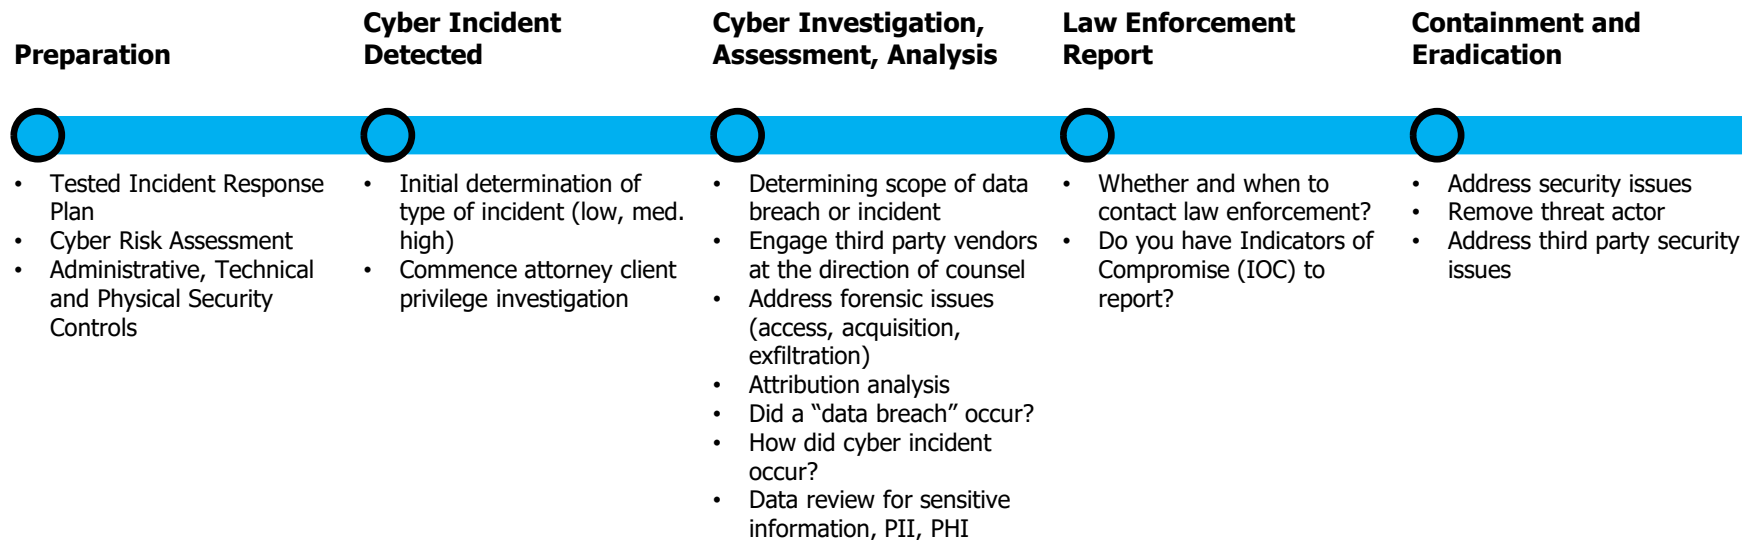 Preparation
• Tested Incident Response
Plan
• Cyber Risk Assessment
• Administrative, Technical
and Physical Security
Controls
Cyber Incident
Detected
• Initial determination of
type of incident (low, med.
high)
• Commence attorney client
privilege investigation
Cyber Investigation,
Assessment, Analysis
• Determining scope of data
breach or incident
• Engage third party vendors
at the direction of counsel
• Address forensic issues
(access, acquisition,
exfiltration)
• Attribution analysis
• Did a “data breach” occur?
• How did cyber incident
occur?
• Data review for sensitive
information, PII, PHI
Law Enforcement
Report
• Whether and when to
contact law enforcement?
• Do you have Indicators of
Compromise (IOC) to
report?
Containment and
Eradication
• Address security issues
• Remove threat actor
• Address third party security
issues